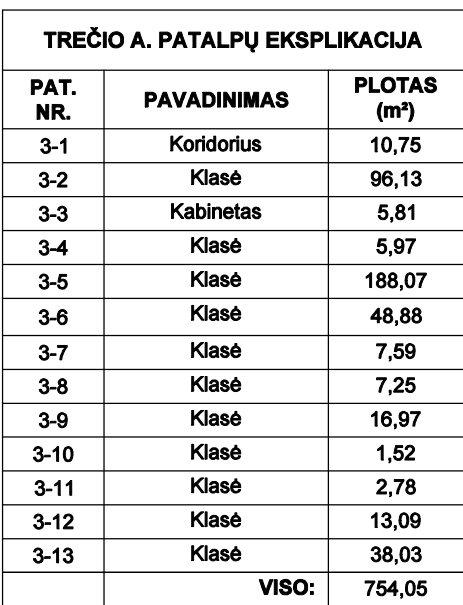 TREČIO A. PATALPŲ EKSPLIKACIJA
PAT. NR. PAVADINIMAS PLOTAS (m²)
3-1 Koridorius 10,75
3-2 Klasė 96,13
3-3 Kabinetas 5,81
3-4 Klasė 5,97
3-5 Klasė 188,07
3-6 Klasė 48,88
3-7 Klasė 7,59
3-8 Klasė 7,25
3-9 Klasė 16,97
3-10 Klasė 1,52
3-11 Klasė 2,78
3-12 Klasė 13,09
3-13 Klasė 38,03
VISO: 754,05